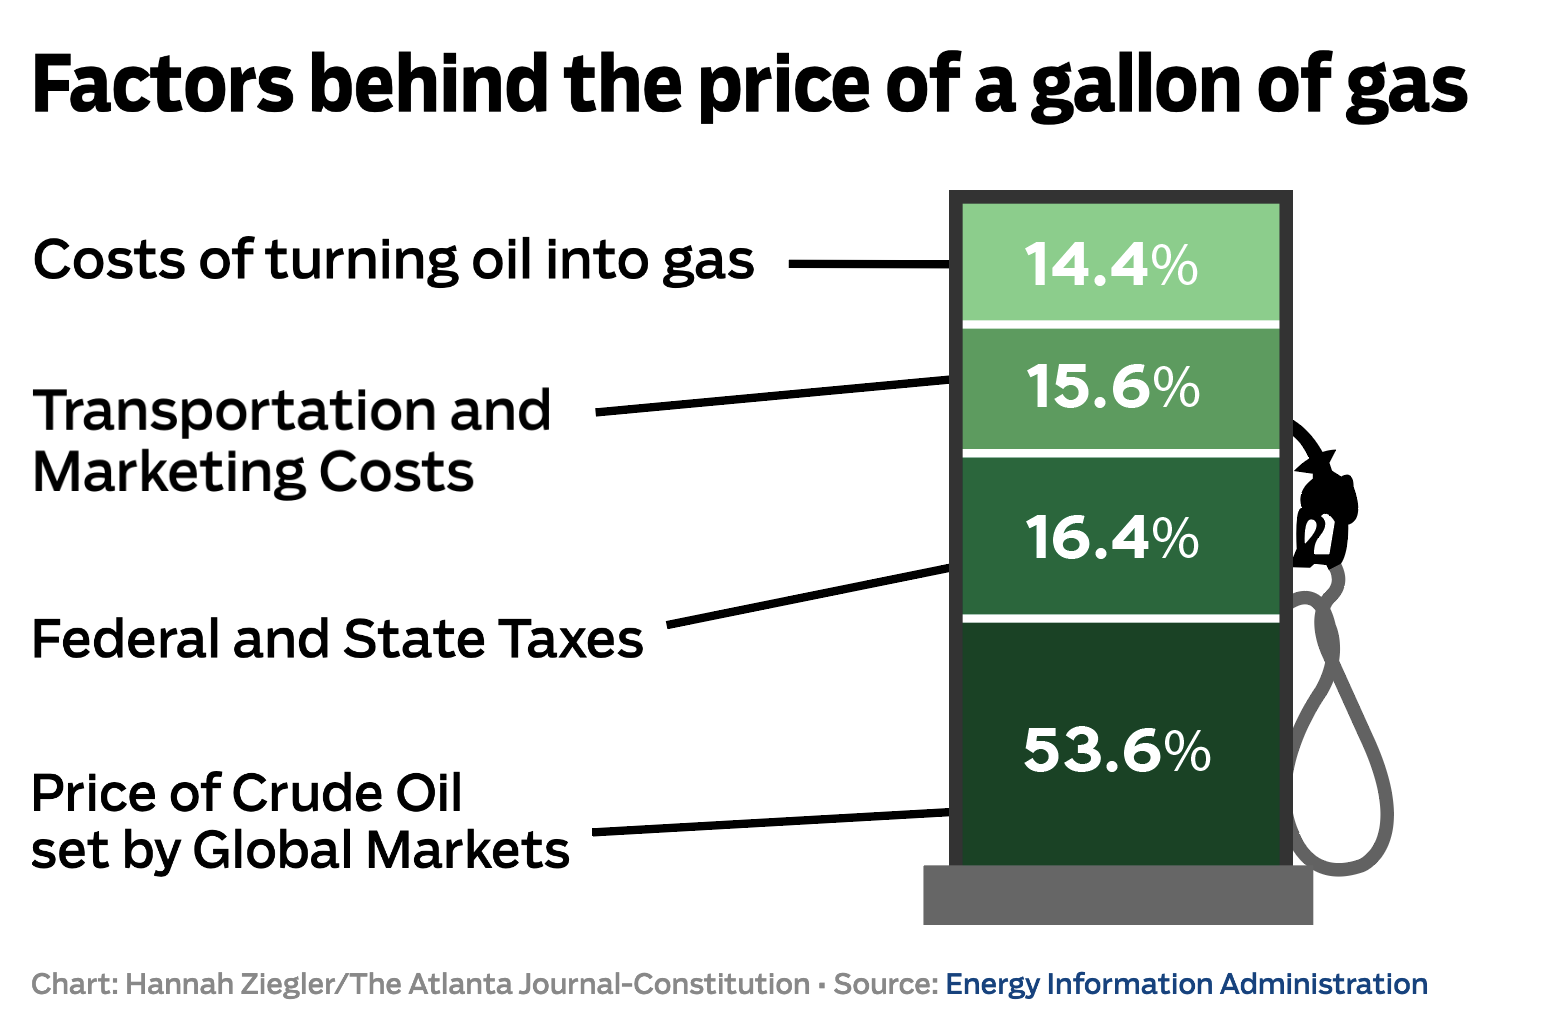 Factors behind the price of a gallon of gas
Costs of turning oil into gas
14.4%
Transportation and
Marketing Costs
15.6%
Federal and State Taxes
16.4%
Price of Crude Oil
set by Global Markets
53.6%
Chart: Hannah Ziegler/The Atlanta Journal-Constitution • Source: Energy Information Administration